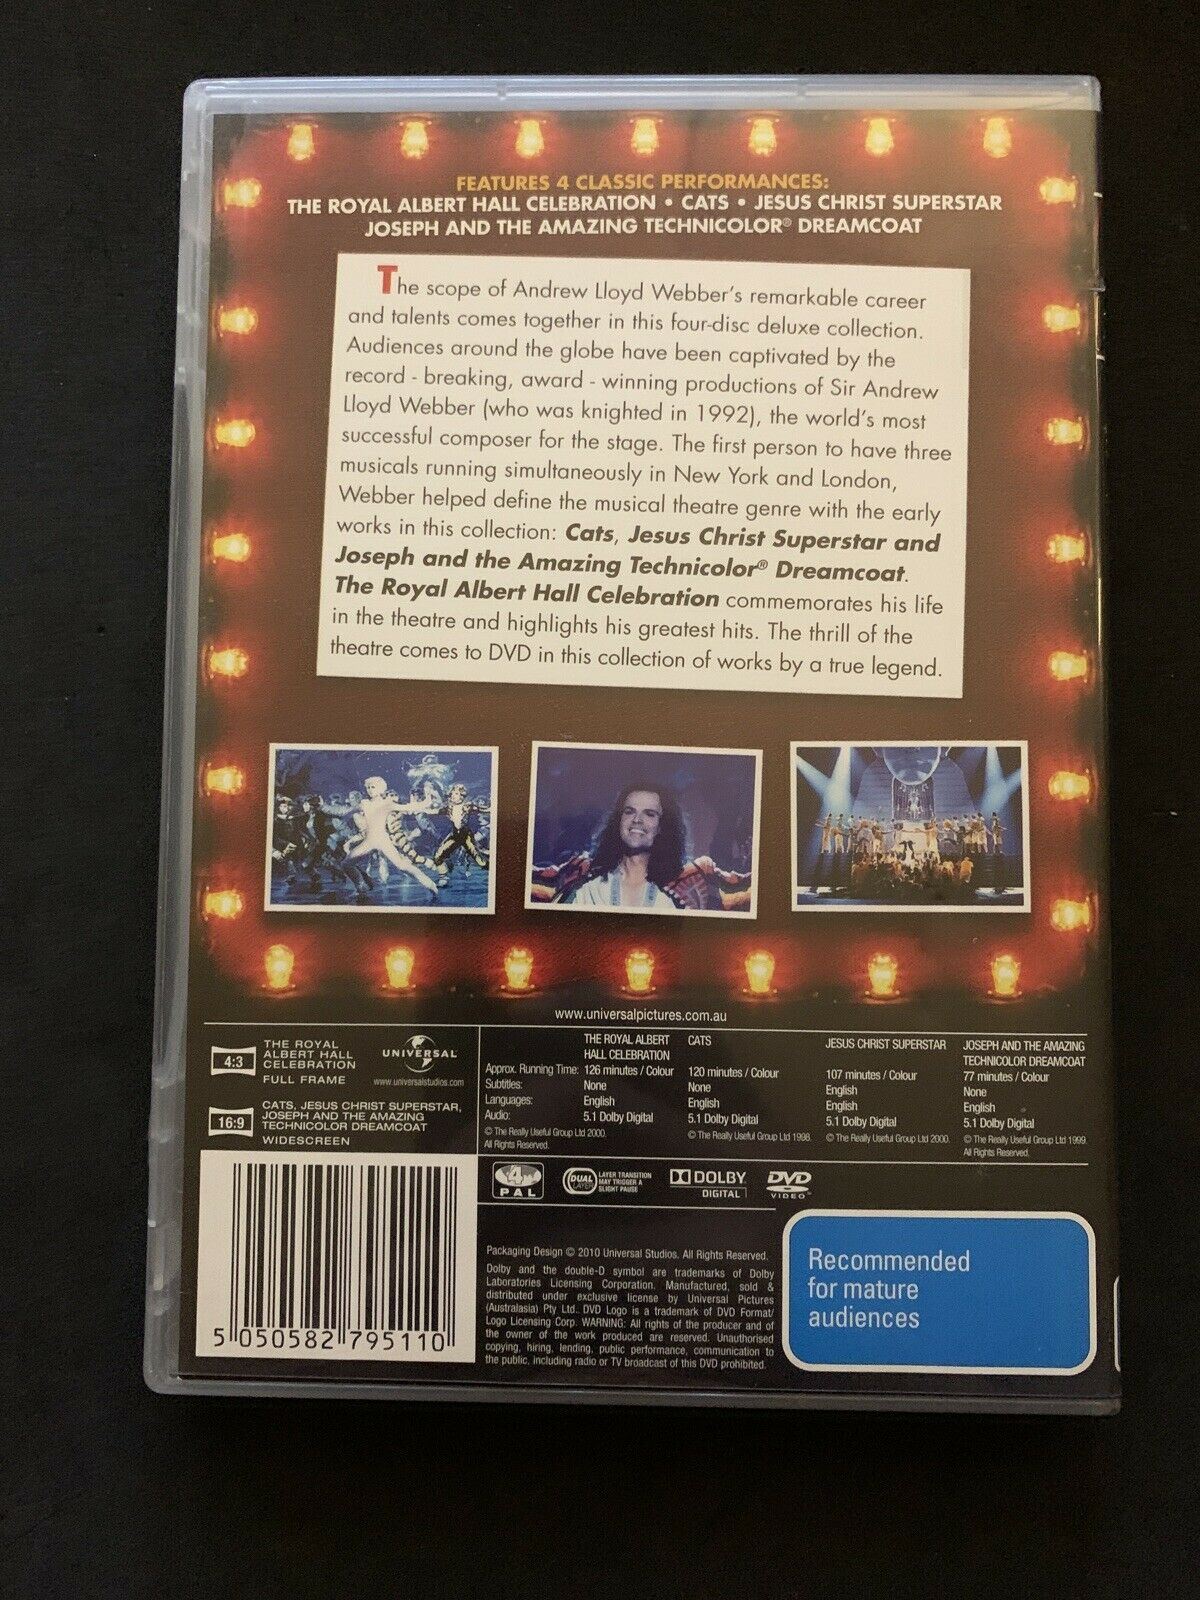 FEATURES 4 CLASSIC PERFORMANCES:
THE ROYAL ALBERT HALL CELEBRATION • CATS • JESUS CHRIST SUPERSTAR
JOSEPH AND THE AMAZING TECHNICOLOR® DREAMCOAT
The scope of Andrew Lloyd Webber's remarkable career
and talents comes together in this four-disc deluxe collection.
Audiences around the globe have been captivated by the
record - breaking, award - winning productions of Sir Andrew
Lloyd Webber (who was knighted in 1992), the world's most
successful composer for the stage. The first person to have three
musicals running simultaneously in New York and London,
Webber helped define the musical theatre genre with the early
works in this collection: Cats, Jesus Christ Superstar and
Joseph and the Amazing Technicolor® Dreamcoat.
The Royal Albert Hall Celebration commemorates his life
in the theatre and highlights his greatest hits. The thrill of the
theatre comes to DVD in this collection of works by a true legend.
www.universalpictures.com.au
4:3
THE ROYAL
ALBERT HALL
CELEBRATION
FULL FRAME
UNIVERSAL
www.universalstudios.com
16:9
CATS, JESUS CHRIST SUPERSTAR,
JOSEPH AND THE AMAZING
TECHNICOLOR DREAMCOAT
WIDESCREEN
THE ROYAL ALBERT
HALL CELEBRATION
CATS
JESUS CHRIST SUPERSTAR
JOSEPH AND THE AMAZING
TECHNICOLOR DREAMCOAT
Approx. Running Time: 126 minutes / Colour 120 minutes / Colour 107 minutes / Colour 77 minutes / Colour
Subtitles: None None English None
Languages: English English English English
Audio: 5.1 Dolby Digital 5.1 Dolby Digital 5.1 Dolby Digital 5.1 Dolby Digital
© The Really Useful Group Ltd 2000.
All Rights Reserved.
© The Really Useful Group Ltd 1998.
© The Really Useful Group Ltd 2000.
© The Really Useful Group Ltd 1999.
All Rights Reserved.
4
PAL
DUAL
LAYER
LAYER TRANSITION
MAY TRIGGER A
SLIGHT PAUSE
DOLBY
DIGITAL
DVD
VIDEO
5 050582 795110
Packaging Design © 2010 Universal Studios. All Rights Reserved.
Dolby and the double-D symbol are trademarks of Dolby
Laboratories Licensing Corporation. Manufactured, sold &
distributed under exclusive license by Universal Pictures
(Australasia) Pty Ltd.. DVD Logo is a trademark of DVD Format/
Logo Licensing Corp. WARNING: All rights of the producer and of
the owner of the work produced are reserved. Unauthorised
copying, hiring, lending, public performance, communication to
the public, including radio or TV broadcast of this DVD prohibited.
Recommended
for mature
audiences